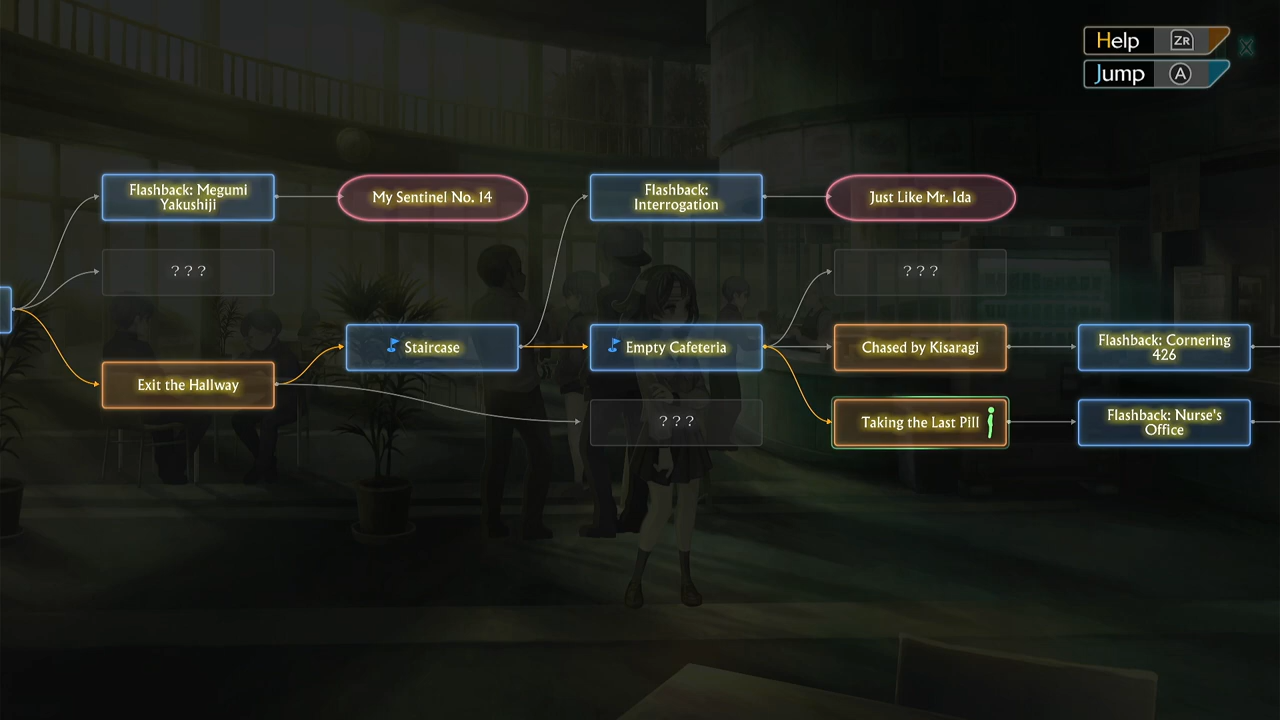 Help ZR
Jump A
Flashback: Megumi
Yakushiji
My Sentinel No. 14
Flashback:
Interrogation
Just Like Mr. Ida
? ? ?
? ? ?
Staircase
Empty Cafeteria
Chased by Kisaragi
Flashback: Cornering
426
Exit the Hallway
? ? ?
Taking the Last Pill
Flashback: Nurse's
Office